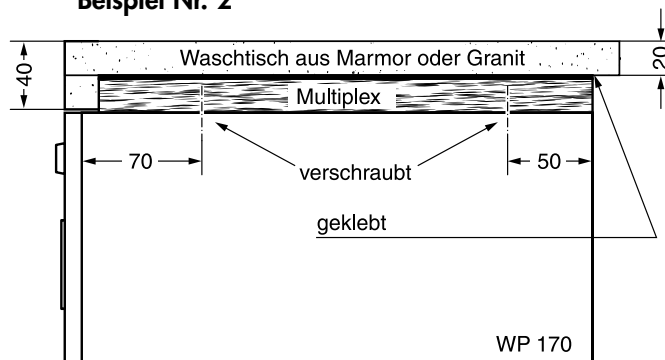 Beispiel Nr. 2
Waschtisch aus Marmor oder Granit
20
40
Multiplex
70
verschraubt
50
geklebt
WP 170